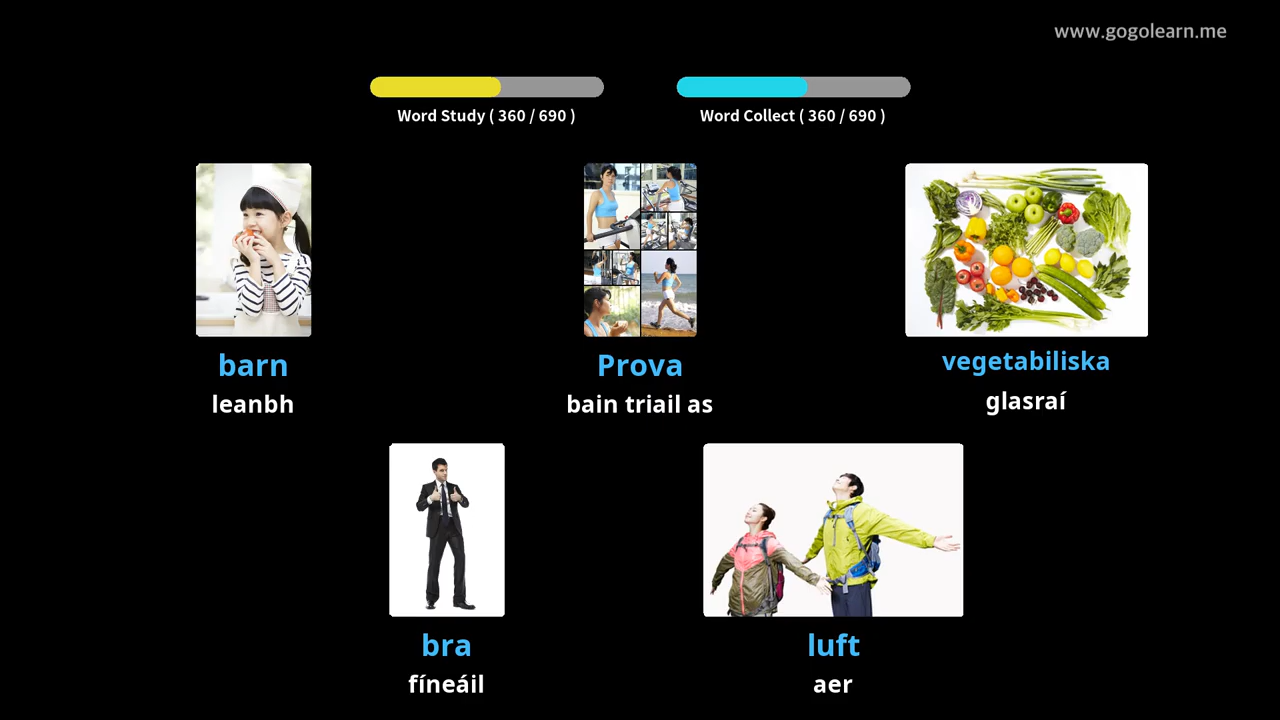 www.gogolearn.me
Word Study ( 360 / 690 )
Word Collect ( 360 / 690 )
barn
leanbh
Prova
bain triail as
vegetabiliska
glasraí
bra
fíneáil
luft
aer